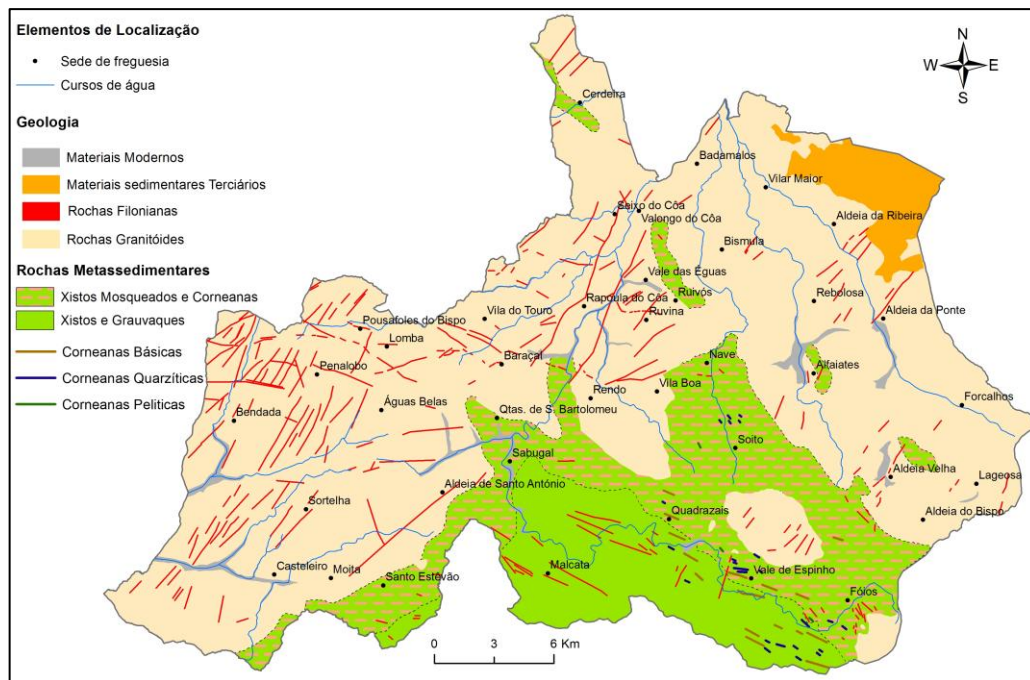 Elementos de Localização
Sede de freguesia
Cursos de água
Geologia
Materiais Modernos
Materiais sedimentares Terciários
Rochas Filonianas
Rochas Granitóides
Rochas Metassedimentares
Xistos Mosqueados e Corneanas
Xistos e Grauvaques
Corneanas Básicas
Corneanas Quarzíticas
Corneanas Peliticas
N
W E
S
Cerdeira
Badamalos
Vilar Maior
Seixo do Côa
Valongo do Côa
Aldeia da Ribeira
Bismula
Vale das Éguas
Ruivós
Rapoula do Côa
Rebolosa
Vila do Touro
Ruvina
Aldeia da Ponte
Pousafoles do Bispo
Lomba
Baraçal
Nave
Penalobo
Alfaiates
Rendo
Vila Boa
Forcalhos
Águas Belas
Bendada
Qtas. de S. Bartolomeu
Soito
Sabugal
Aldeia Velha
Lageosa
Aldeia de Santo António
Sortelha
Quadrazais
Aldeia do Bispo
Casteleiro
Moita
Santo Estêvão
Malcata
Vale de Espinho
Fóios
0 3 6 Km